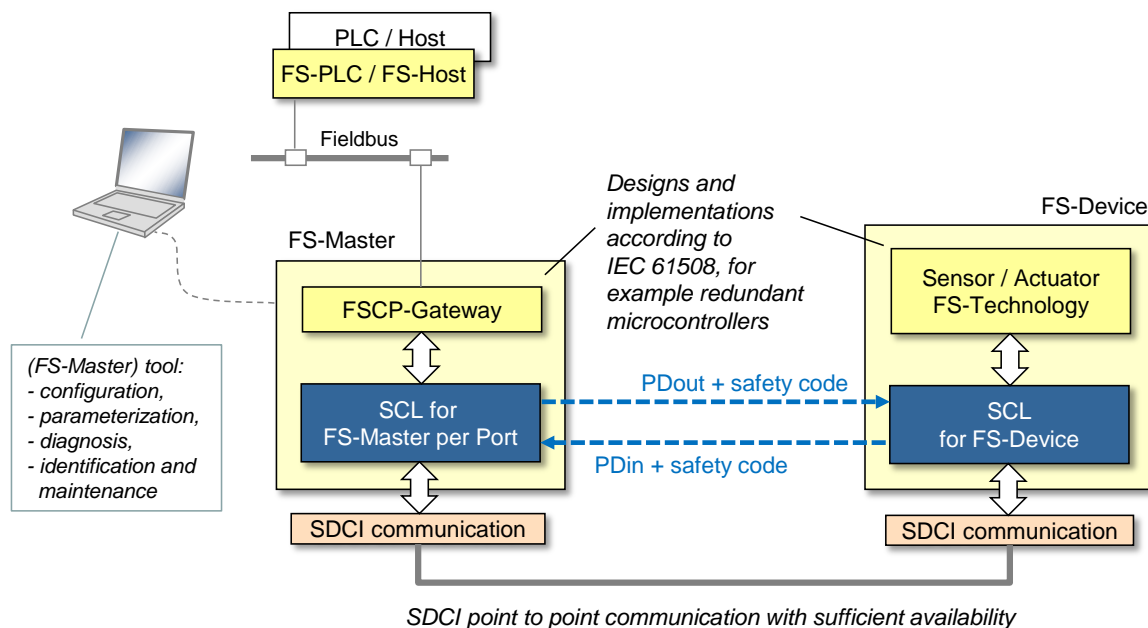 PLC / Host
FS-PLC / FS-Host
Fieldbus
Designs and
implementations
according to
IEC 61508, for
example redundant
microcontrollers
FS-Master
FS-Device
FSCP-Gateway
Sensor / Actuator
FS-Technology
(FS-Master) tool:
- configuration,
- parameterization,
- diagnosis,
- identification and
maintenance
SCL for
FS-Master per Port
PDout + safety code
PDin + safety code
SCL
for FS-Device
SDCI communication
SDCI communication
SDCI point to point communication with sufficient availability